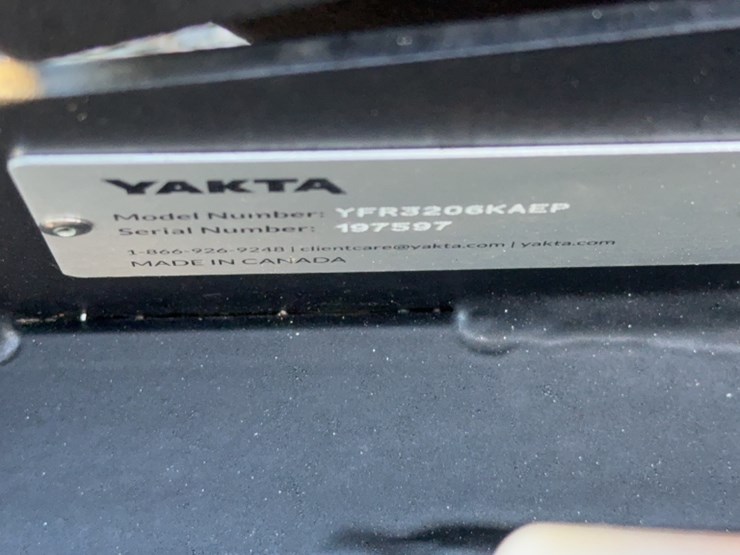 YAKTA
Model Number: YFR3206KAEP
Serial Number: 197597
1-866-926-9248 | clientcare@yakta.com | yakta.com
MADE IN CANADA